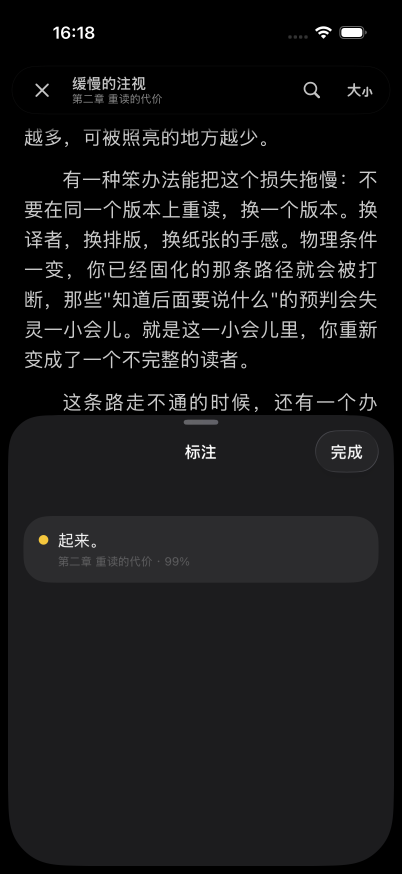 16:18
缓慢的注视
第二章 重读的代价
大小
越多，可被照亮的地方越少。
有一种笨办法能把这个损失拖慢：不
要在同一个版本上重读，换一个版本。换
译者，换排版，换纸张的手感。物理条件
一变，你已经固化的那条路径就会被打
断，那些"知道后面要说什么"的预判会失
灵一小会儿。就是这一小会儿里，你重新
变成了一个不完整的读者。
这条路走不通的时候，还有一个办
标注
完成
起来。
第二章 重读的代价 · 99%